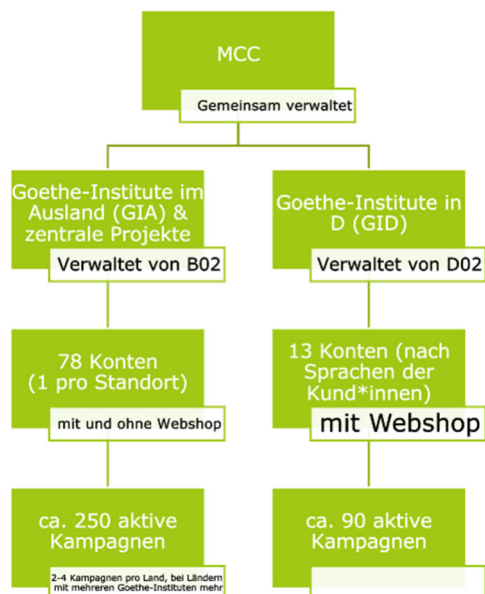 MCC
Gemeinsam verwaltet
Goethe-Institute im
Ausland (GIA) &
zentrale Projekte
Verwaltet von B02
Goethe-Institute in
D (GID)
Verwaltet von D02
78 Konten
(1 pro Standort)
mit und ohne Webshop
13 Konten (nach
Sprachen der
Kund*innen)
mit Webshop
ca. 250 aktive
Kampagnen
2-4 Kampagnen pro Land, bei Ländern
mit mehreren Goethe-Instituten mehr
ca. 90 aktive
Kampagnen